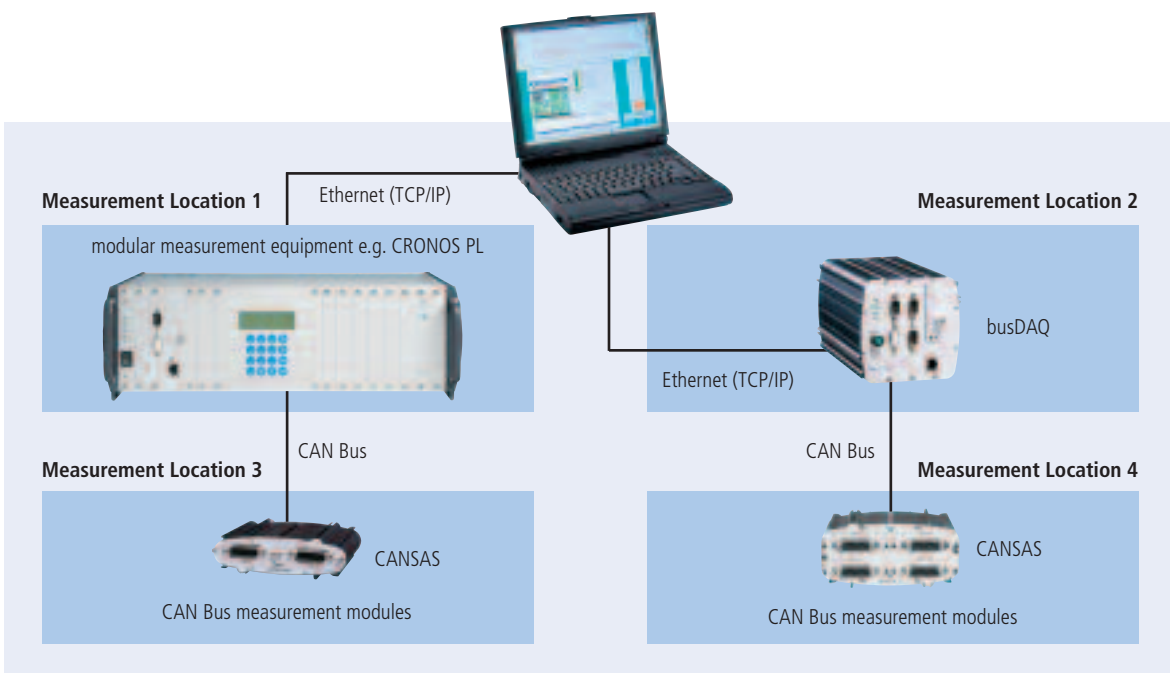 Ethernet (TCP/IP)
Measurement Location 1
Measurement Location 2
modular measurement equipment e.g. CRONOS PL
busDAQ
Ethernet (TCP/IP)
CAN Bus
CAN Bus
Measurement Location 3
Measurement Location 4
CANSAS
CANSAS
CAN Bus measurement modules
CAN Bus measurement modules